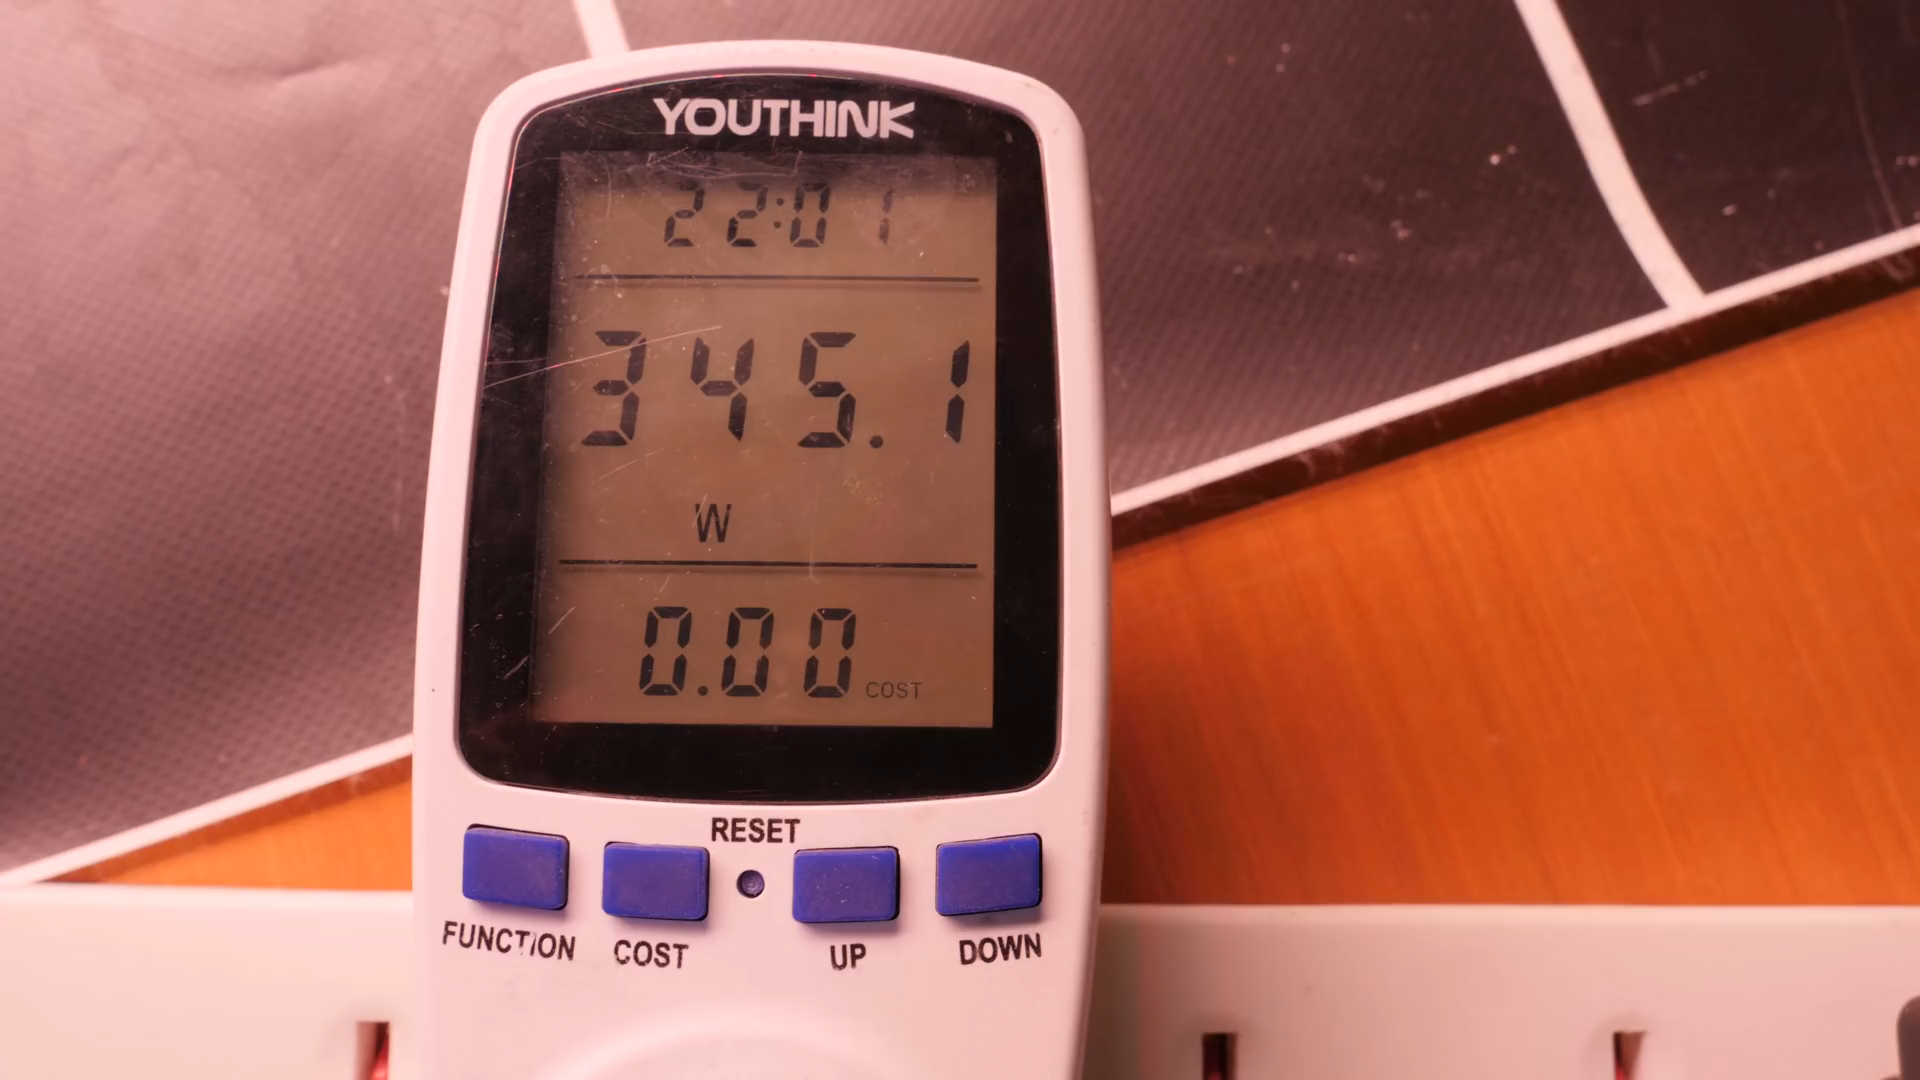 YOUTHINK
22:01
345.1
W
0.00 COST
RESET
FUNCTION COST UP DOWN